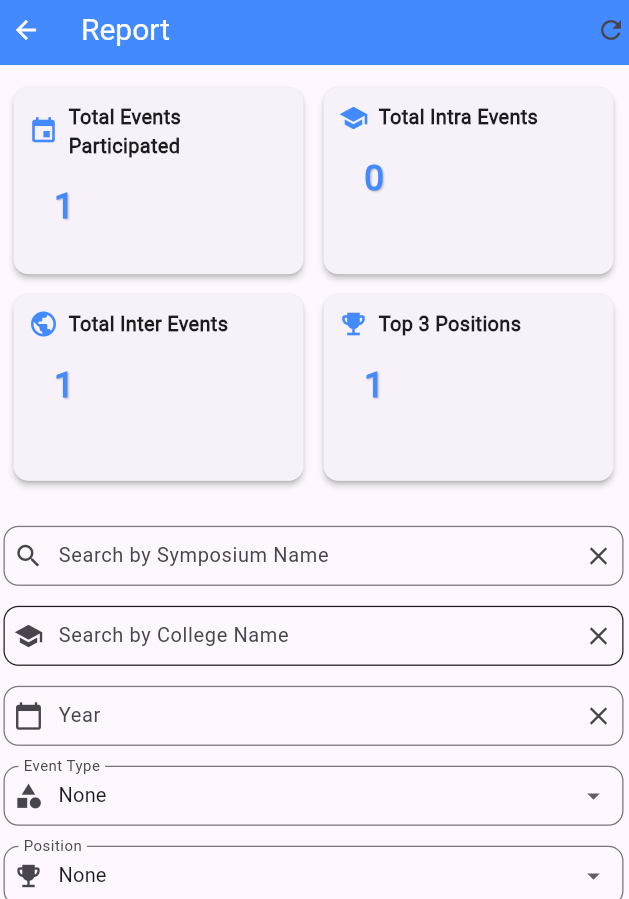 Report
Total Events
Participated
1
Total Intra Events
0
Total Inter Events
1
Top 3 Positions
1
Search by Symposium Name
Search by College Name
Year
Event Type
None
Position
None